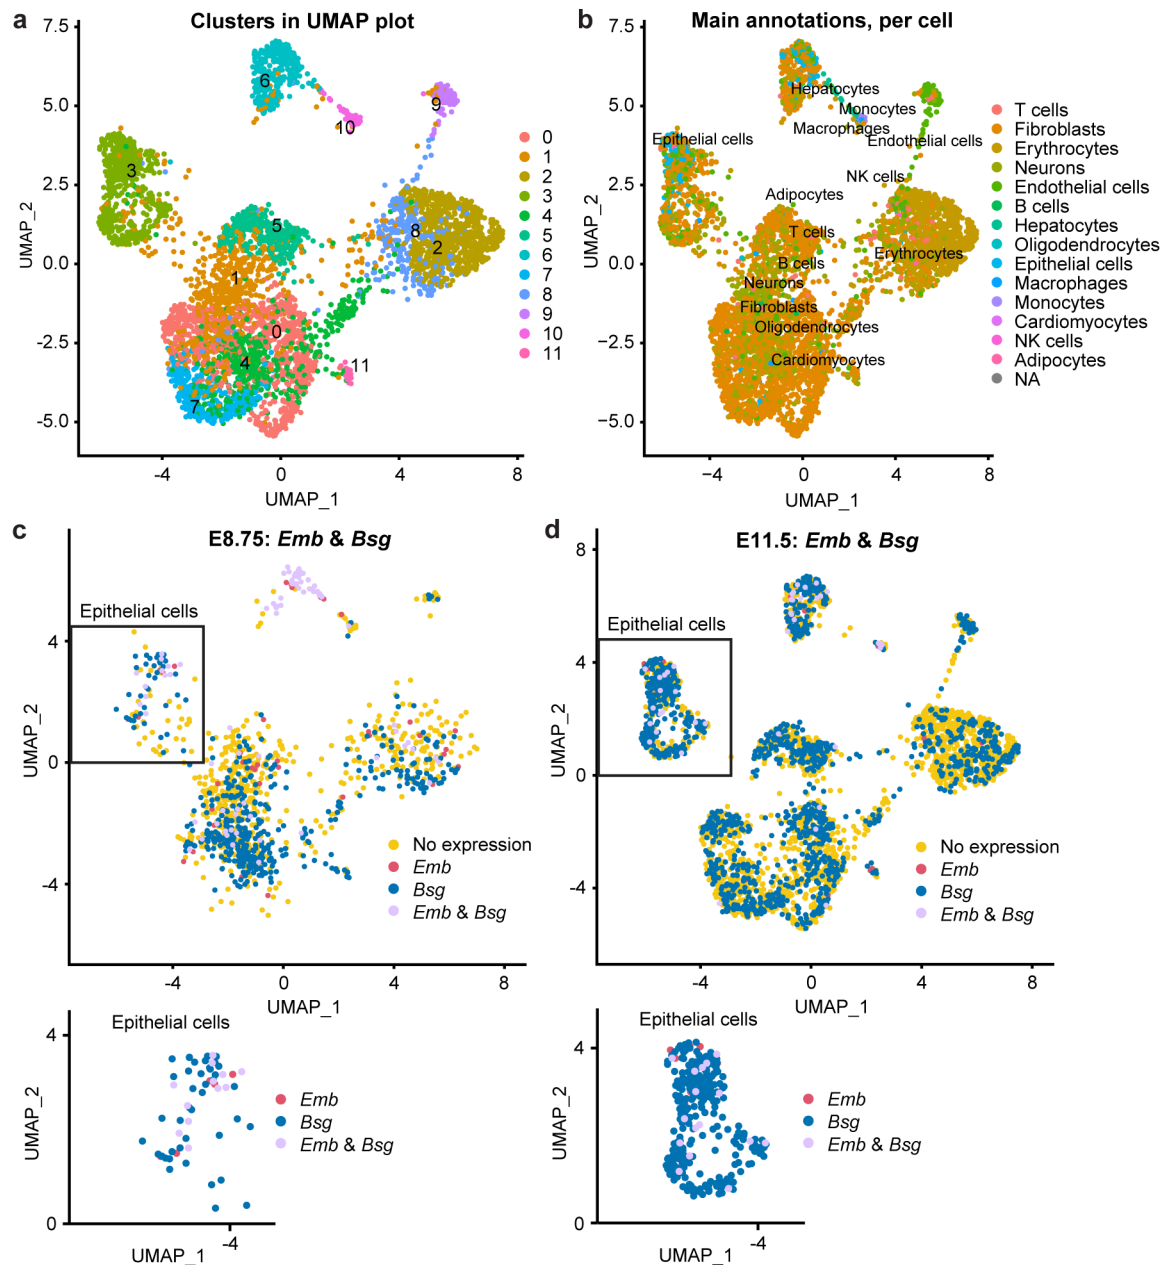 a
Clusters in UMAP plot
7.5
5.0
2.5
0.0
-2.5
-5.0
UMAP_2
-4
0
4
8
UMAP_1
6
10
9
3
5
1
8
2
0
4
11
7
0
1
2
3
4
5
6
7
8
9
10
11
b
Main annotations, per cell
7.5
5.0
2.5
0.0
−2.5
−5.0
UMAP_2
−4
0
4
8
UMAP_1
Hepatocytes
Monocytes
Macrophages
Epithelial cells
Endothelial cells
NK cells
Adipocytes
T cells
Erythrocytes
B cells
Neurons
Fibroblasts
Oligodendrocytes
Cardiomyocytes
T cells
Fibroblasts
Erythrocytes
Neurons
Endothelial cells
B cells
Hepatocytes
Oligodendrocytes
Epithelial cells
Macrophages
Monocytes
Cardiomyocytes
NK cells
Adipocytes
NA
c
E8.75: Emb & Bsg
Epithelial cells
4
0
-4
UMAP_2
-4
0
4
8
UMAP_1
No expression
Emb
Bsg
Emb & Bsg
Epithelial cells
4
0
UMAP_2
-4
UMAP_1
Emb
Bsg
Emb & Bsg
d
E11.5: Emb & Bsg
Epithelial cells
8
4
0
-4
UMAP_2
-4
0
4
8
UMAP_1
No expression
Emb
Bsg
Emb & Bsg
Epithelial cells
4
0
UMAP_2
-4
UMAP_1
Emb
Bsg
Emb & Bsg